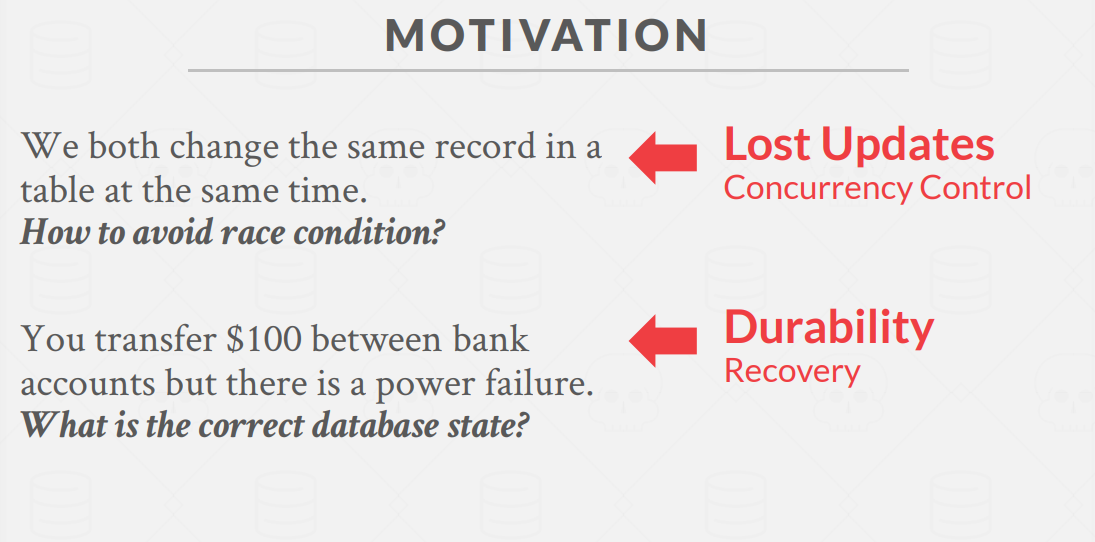 MOTIVATION
We both change the same record in a
table at the same time.
How to avoid race condition?
Lost Updates
Concurrency Control
You transfer $100 between bank
accounts but there is a power failure.
What is the correct database state?
Durability
Recovery